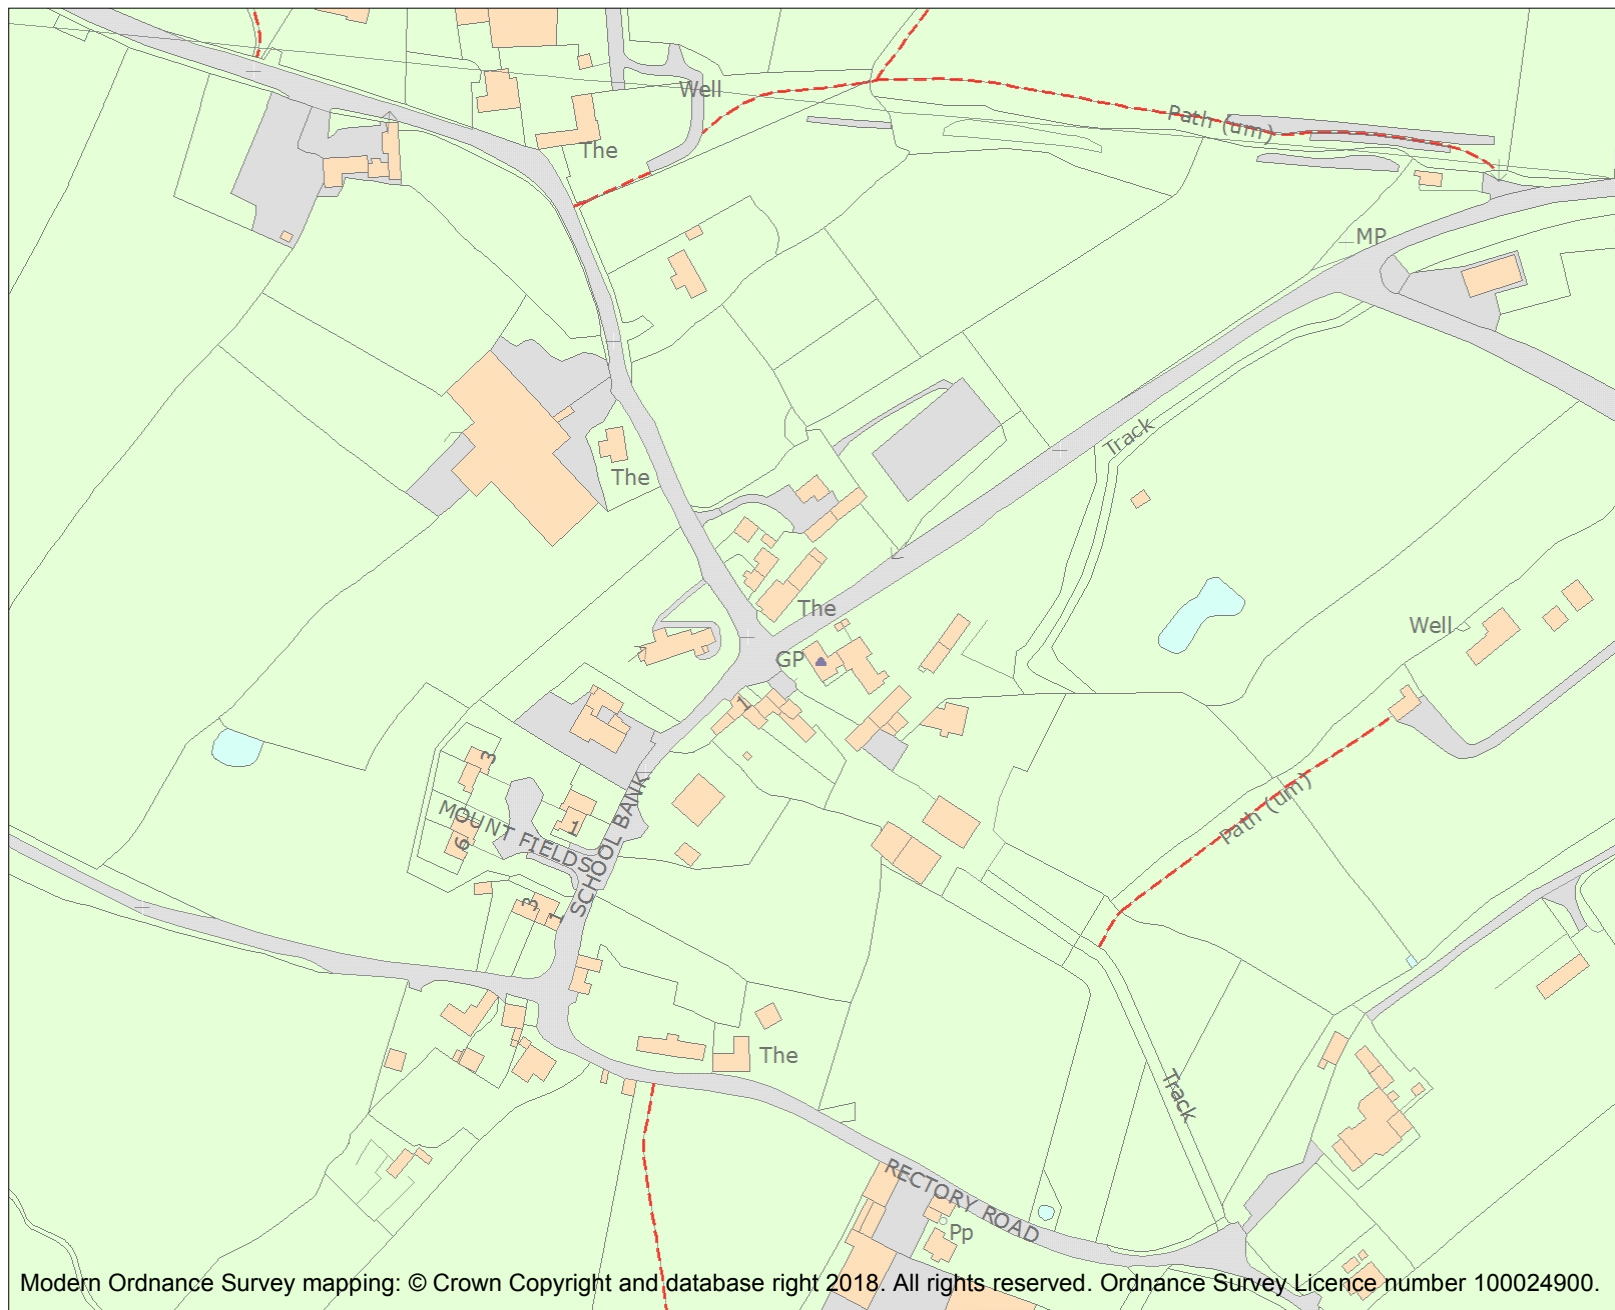 Well
The
Path (um)
MP
Track
The
The
GP
Well
1
3
MOUNT FIELDS
6
1
SCHOOL BANK
Path (um)
3
1
The
Track
RECTORY ROAD
Pp
Modern Ordnance Survey mapping: © Crown Copyright and database right 2018. All rights reserved. Ordnance Survey Licence number 100024900.